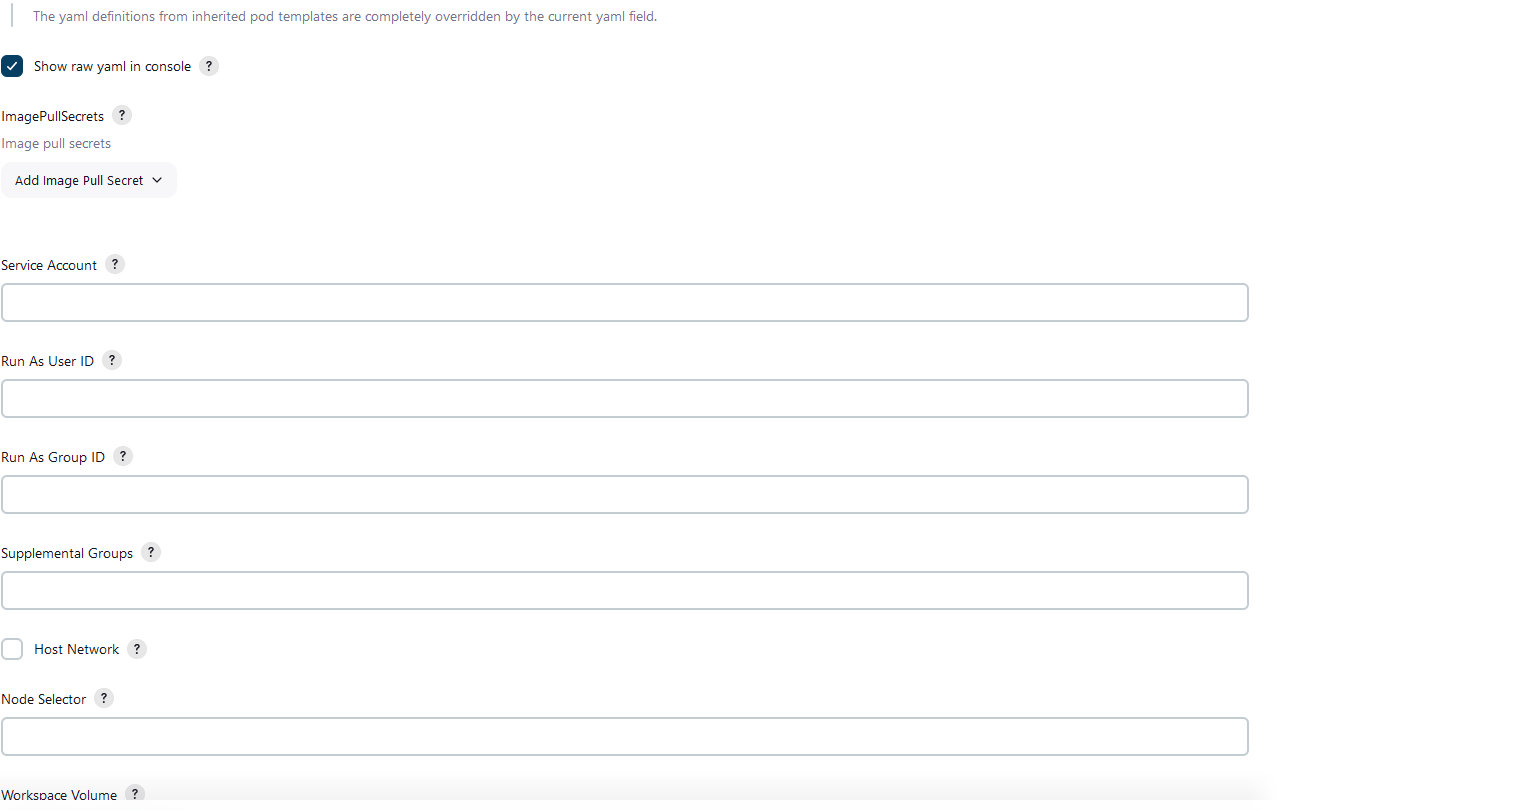 The yaml definitions from inherited pod templates are completely overridden by the current yaml field.
Show raw yaml in console ?
ImagePullSecrets ?
Image pull secrets
Add Image Pull Secret
Service Account ?
Run As User ID ?
Run As Group ID ?
Supplemental Groups ?
Host Network ?
Node Selector ?
Workspace Volume ?